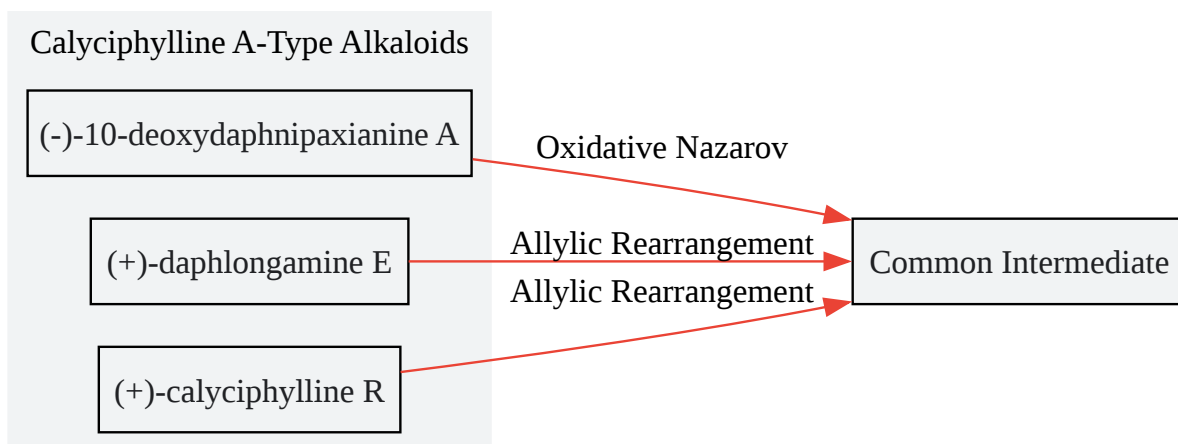 Calyciphylline A-Type Alkaloids
(-)-10-deoxydaphnipaxianine A
Oxidative Nazarov
(+)-daphlongamine E
Allylic Rearrangement
Common Intermediate
Allylic Rearrangement
(+)-calyciphylline R